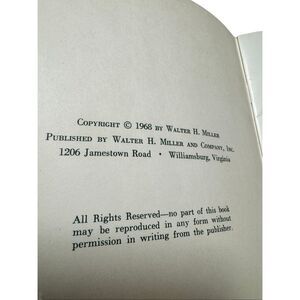 Copyright © 1968 by Walter H. Miller
Published by Walter H. Miller and Company, Inc.
1206 Jamestown Road • Williamsburg, Virginia
All Rights Reserved—no part of this book
may be reproduced in any form without
permission in writing from the publisher.